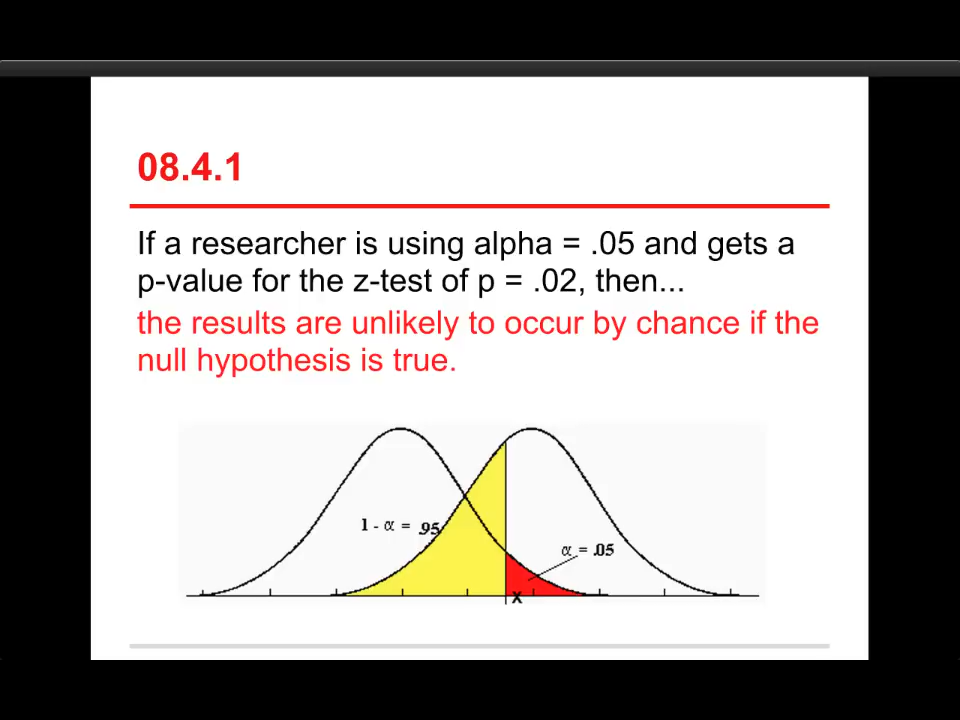 08.4.1
If a researcher is using alpha = .05 and gets a
p-value for the z-test of p = .02, then...
the results are unlikely to occur by chance if the
null hypothesis is true.
1 - α = .95
α = .05
x